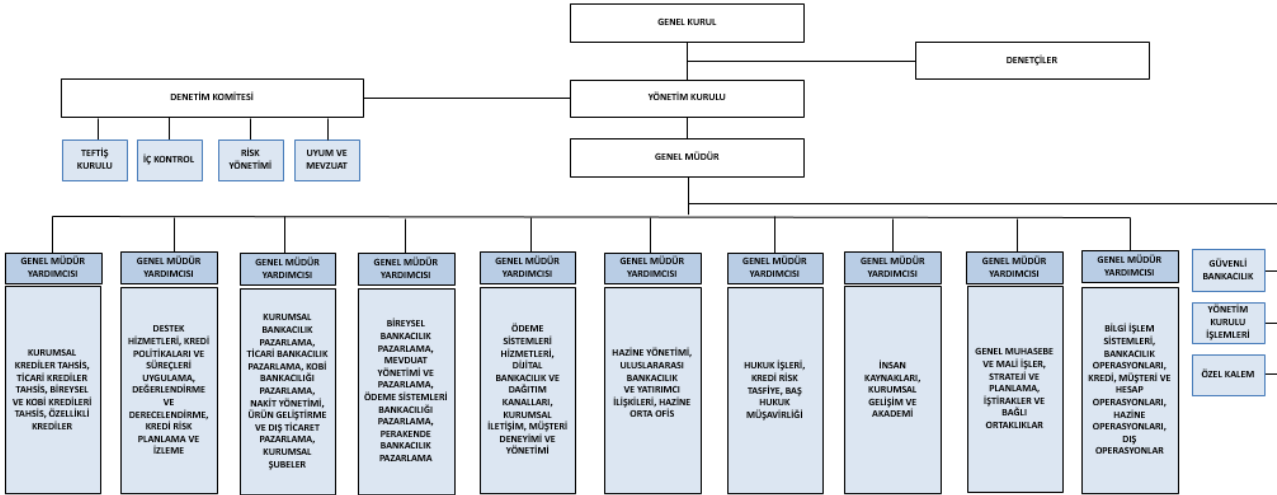 GENEL KURUL
DENETÇİLER
DENETİM KOMİTESİ
YÖNETİM KURULU
TEFTİŞ
KURULU
İÇ KONTROL
RİSK
YÖNETİMİ
UYUM VE
MEVZUAT
GENEL MÜDÜR
GENEL MÜDÜR
YARDIMCISI
KURUMSAL
KREDİLER TAHSİS,
TİCARİ KREDİLER
TAHSİS, BİREYSEL
VE KOBİ KREDİLERİ
TAHSİS, ÖZELLİKLİ
KREDİLER
GENEL MÜDÜR
YARDIMCISI
DESTEK
HİZMETLERİ, KREDİ
POLİTİKALARI VE
SÜREÇLERİ
UYGULAMA,
DEĞERLENDİRME
VE
DERECELENDİRME,
KREDİ RİSK
PLANLAMA VE
İZLEME
GENEL MÜDÜR
YARDIMCISI
KURUMSAL
BANKACILIK
PAZARLAMA,
TİCARİ BANKACILIK
PAZARLAMA, KOBİ
BANKACILIĞI
PAZARLAMA,
NAKİT YÖNETİMİ,
ÜRÜN GELİŞTİRME
VE DIŞ TİCARET
PAZARLAMA,
KURUMSAL
ŞUBELER
GENEL MÜDÜR
YARDIMCISI
BİREYSEL
BANKACILIK
PAZARLAMA,
MEVDUAT
YÖNETİMİ VE
PAZARLAMA,
ÖDEME SİSTEMLERİ
BANKACILIĞI
PAZARLAMA,
PERAKENDE
BANKACILIK
PAZARLAMA
GENEL MÜDÜR
YARDIMCISI
ÖDEME
SİSTEMLERİ
HİZMETLERİ,
DİJİTAL
BANKACILIK VE
DAĞITIM
KANALLARI,
KURUMSAL
İLETİŞİM, MÜŞTERİ
DENEYİMİ VE
YÖNETİMİ
GENEL MÜDÜR
YARDIMCISI
HAZİNE YÖNETİMİ,
ULUSLARARASI
BANKACILIK
VE YATIRIMCI
İLİŞKİLERİ, HAZİNE
ORTA OFİS
GENEL MÜDÜR
YARDIMCISI
HUKUK İŞLERİ,
KREDİ RİSK
TASFİYE, BAŞ
HUKUK
MÜŞAVİRLİĞİ
GENEL MÜDÜR
YARDIMCISI
İNSAN
KAYNAKLARI,
KURUMSAL
GELİŞİM VE
AKADEMİ
GENEL MÜDÜR
YARDIMCISI
GENEL MUHASEBE
VE MALİ İŞLER,
STRATEJİ VE
PLANLAMA,
İŞTİRAKLER VE
BAĞLI
ORTAKLIKLAR
GENEL MÜDÜR
YARDIMCISI
BİLGİ İŞLEM
SİSTEMLERİ,
BANKACILIK
OPERASYONLARI,
KREDİ, MÜŞTERİ VE
HESAP
OPERASYONLARI,
HAZİNE
OPERASYONLARI,
DIŞ
OPERASYONLAR
GÜVENLİ
BANKACILIK
YÖNETİM
KURULU
İŞLEMLERİ
ÖZEL KALEM